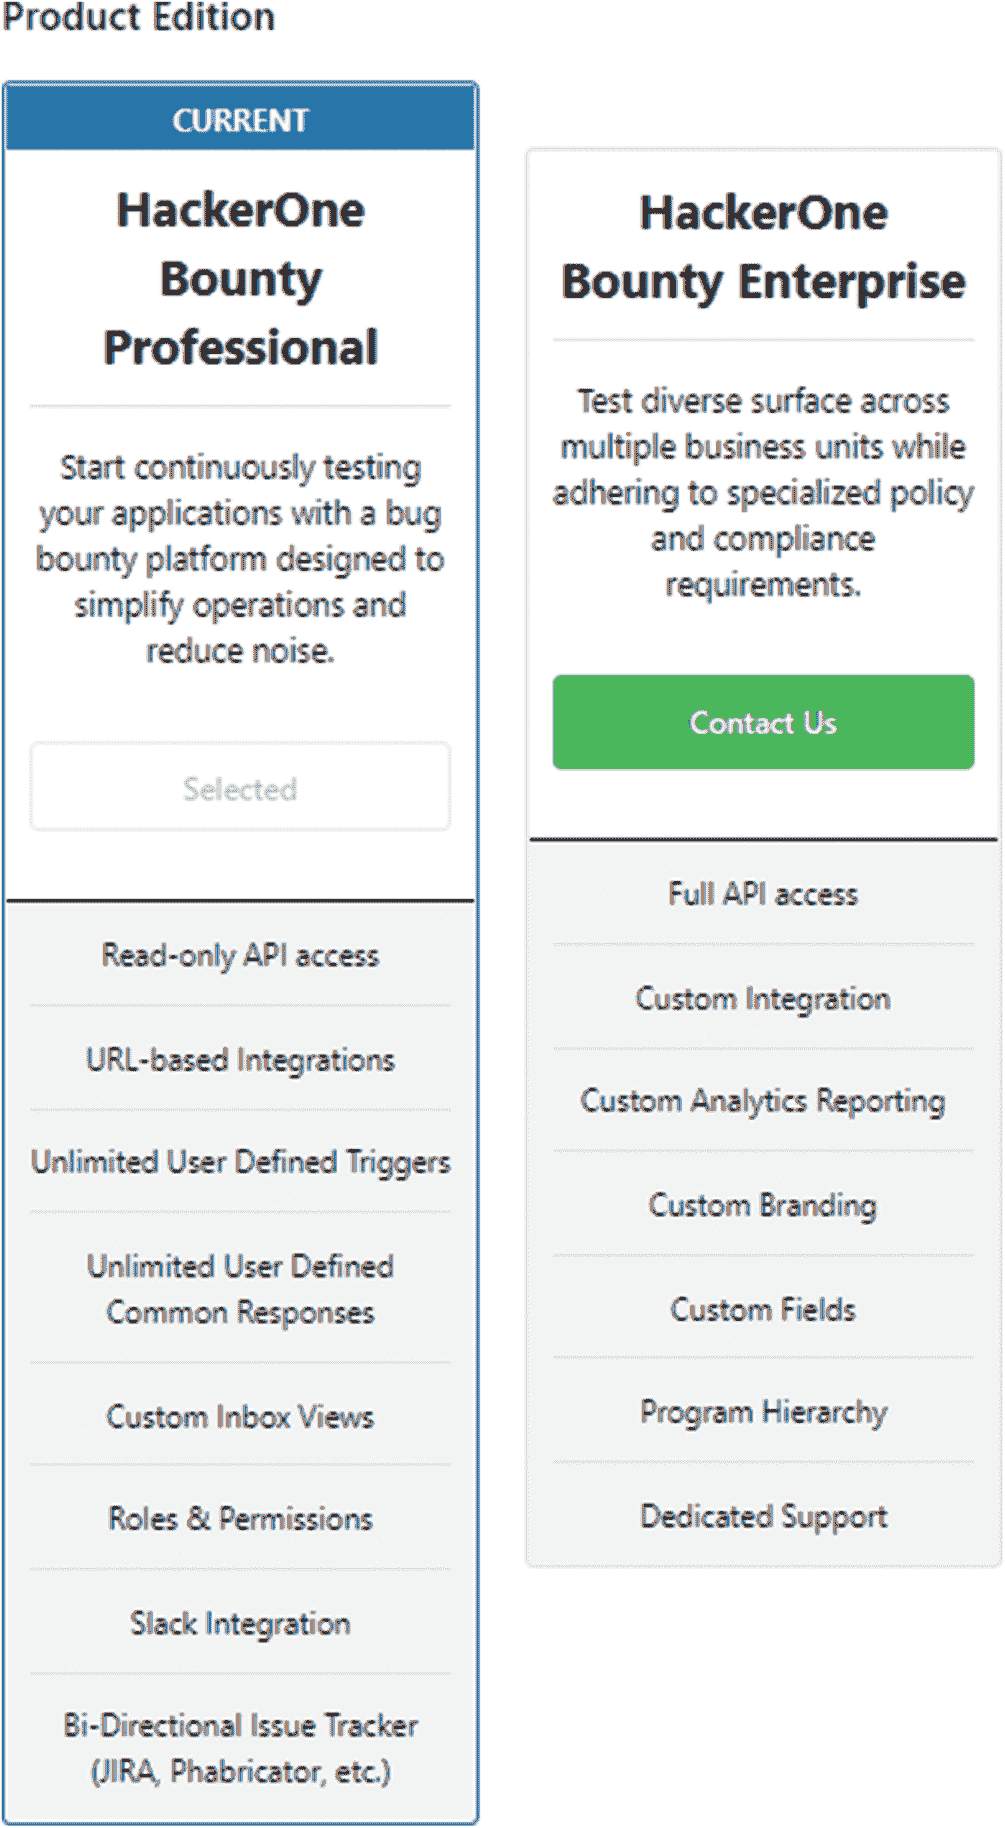 Product Edition
CURRENT
HackerOne
Bounty
Professional
Start continuously testing
your applications with a bug
bounty platform designed to
simplify operations and
reduce noise.
Selected
Read-only API access
URL-based Integrations
Unlimited User Defined Triggers
Unlimited User Defined
Common Responses
Custom Inbox Views
Roles & Permissions
Slack Integration
Bi-Directional Issue Tracker
(JIRA, Phabricator, etc.)
HackerOne
Bounty Enterprise
Test diverse surface across
multiple business units while
adhering to specialized policy
and compliance
requirements.
Contact Us
Full API access
Custom Integration
Custom Analytics Reporting
Custom Branding
Custom Fields
Program Hierarchy
Dedicated Support